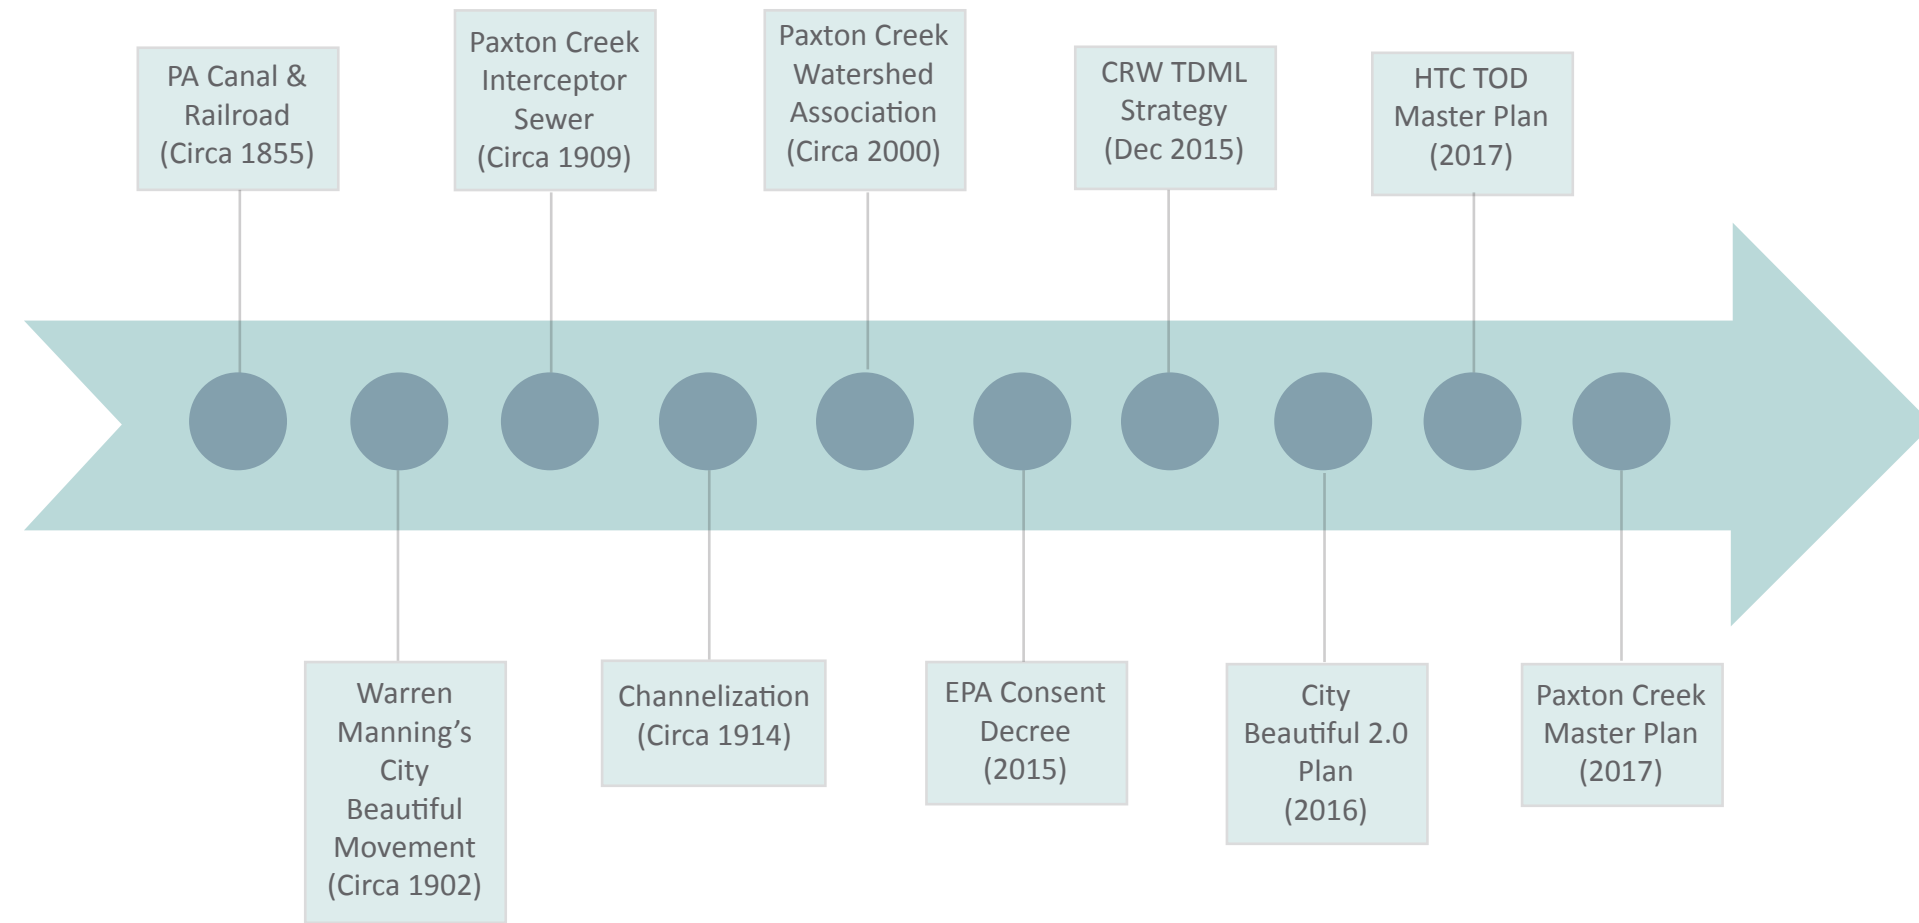 PA Canal &
Railroad
(Circa 1855)
Warren
Manning’s
City
Beautiful
Movement
(Circa 1902)
Paxton Creek
Interceptor
Sewer
(Circa 1909)
Channelization
(Circa 1914)
Paxton Creek
Watershed
Association
(Circa 2000)
EPA Consent
Decree
(2015)
CRW TDML
Strategy
(Dec 2015)
City
Beautiful 2.0
Plan
(2016)
HTC TOD
Master Plan
(2017)
Paxton Creek
Master Plan
(2017)